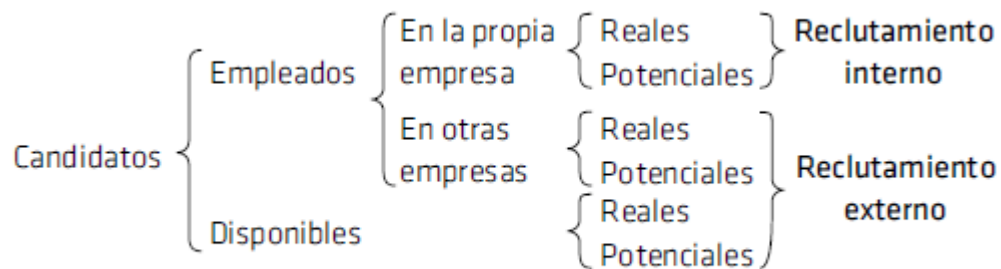 Candidatos
Empleados
En la propia
empresa
Reales
Potenciales
Reclutamiento
interno
En otras
empresas
Reales
Potenciales
Disponibles
Reales
Potenciales
Reclutamiento
externo